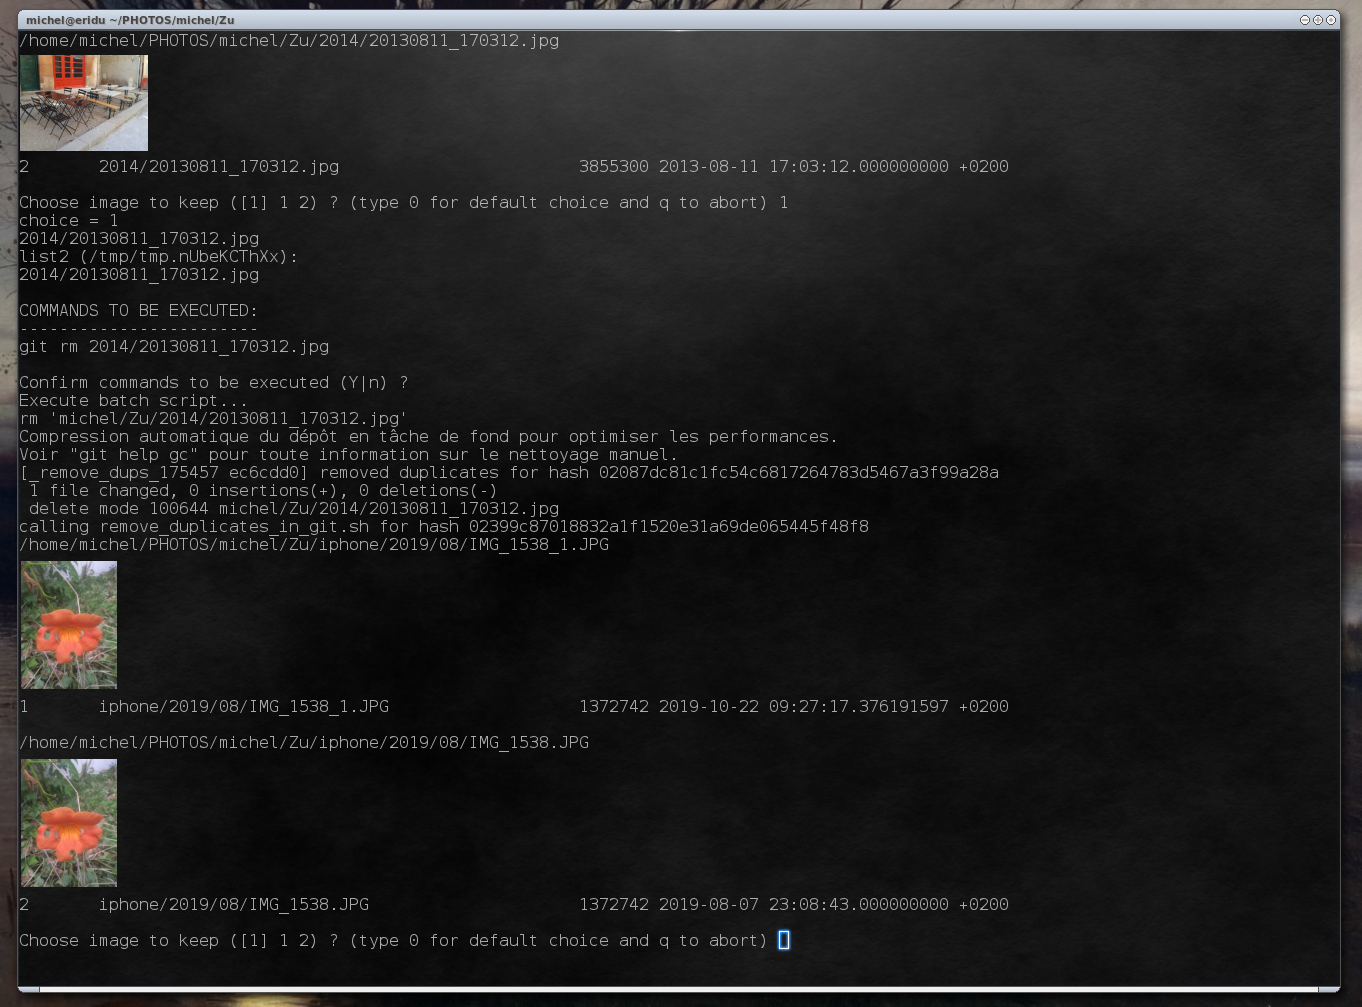 michel@eridu ~/PHOTOS/michel/Zu
/home/michel/PHOTOS/michel/Zu/2014/20130811_170312.jpg
2       2014/20130811_170312.jpg                        3855300 2013-08-11 17:03:12.000000000 +0200
Choose image to keep ([1] 1 2) ? (type 0 for default choice and q to abort) 1
choice = 1
2014/20130811_170312.jpg
list2 (/tmp/tmp.nUbeKCThXx):
2014/20130811_170312.jpg
COMMANDS TO BE EXECUTED:
------------------------
git rm 2014/20130811_170312.jpg
Confirm commands to be executed (Y|n) ?
Execute batch script...
rm 'michel/Zu/2014/20130811_170312.jpg'
Compression automatique du dépôt en tâche de fond pour optimiser les performances.
Voir "git help gc" pour toute information sur le nettoyage manuel.
[_remove_dups_175457 ec6cdd0] removed duplicates for hash 02087dc81c1fc54c6817264783d5467a3f99a28a
 1 file changed, 0 insertions(+), 0 deletions(-)
 delete mode 100644 michel/Zu/2014/20130811_170312.jpg
calling remove_duplicates_in_git.sh for hash 02399c87018832a1f1520e31a69de065445f48f8
/home/michel/PHOTOS/michel/Zu/iphone/2019/08/IMG_1538_1.JPG
1       iphone/2019/08/IMG_1538_1.JPG                   1372742 2019-10-22 09:27:17.376191597 +0200
/home/michel/PHOTOS/michel/Zu/iphone/2019/08/IMG_1538.JPG
2       iphone/2019/08/IMG_1538.JPG                     1372742 2019-08-07 23:08:43.000000000 +0200
Choose image to keep ([1] 1 2) ? (type 0 for default choice and q to abort)